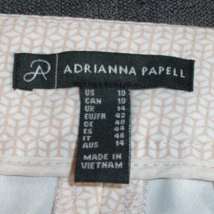 ADRIANNA PAPELL
US 10
CAN 10
UK 14
EU/FR 42
DE 40
ES 44
IT 46
AUS 14
MADE IN
VIETNAM